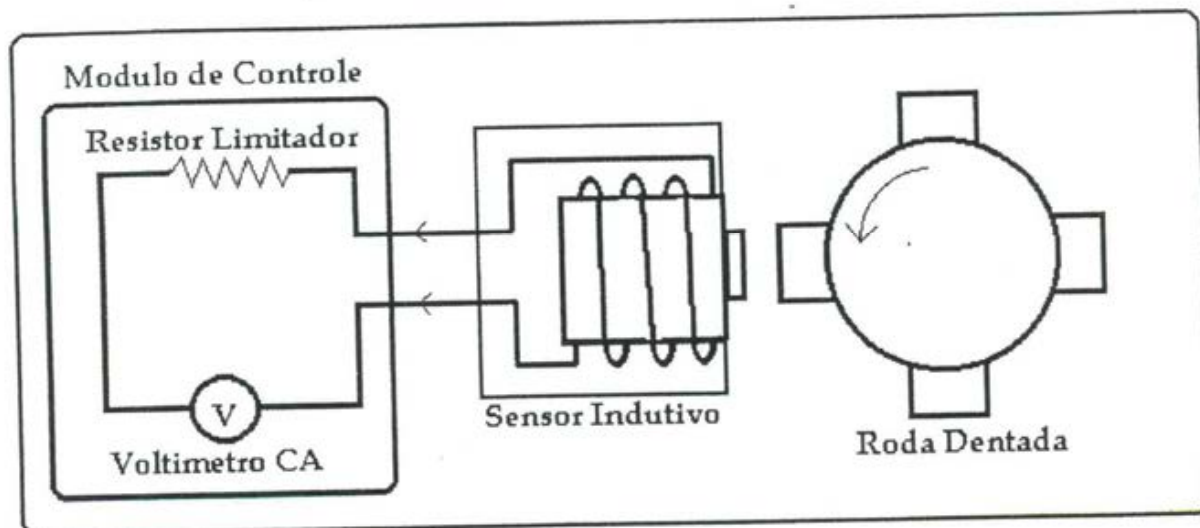 Modulo de Controle
Resistor Limitador
V
Voltimetro CA
Sensor Indutivo
Roda Dentada